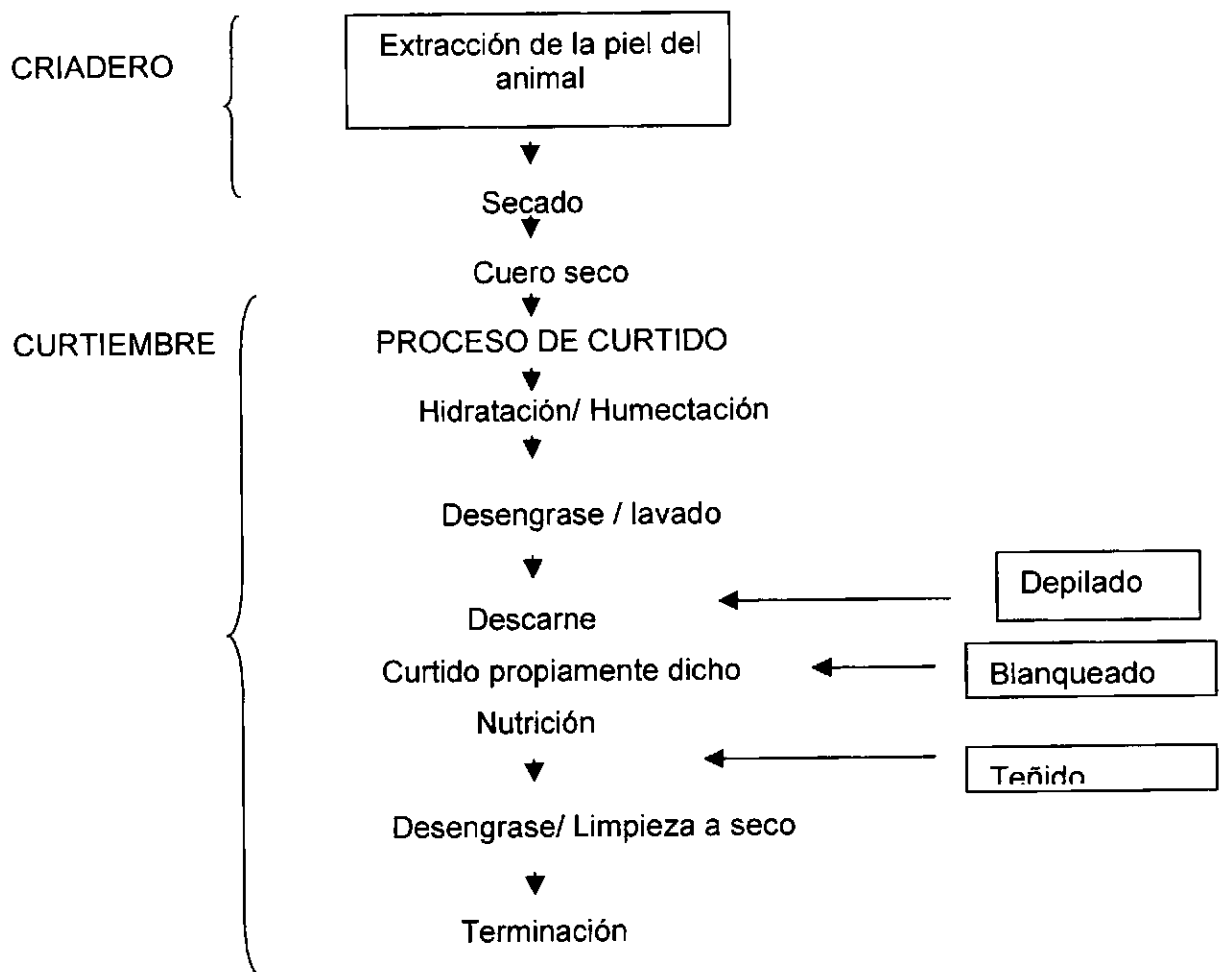 CRIADERO
Extracción de la piel del
animal
Secado
Cuero seco
CURTIEMBRE
PROCESO DE CURTIDO
Hidratación/ Humectación
Desengrase / lavado
Depilado
Descarne
Curtido propiamente dicho
Blanqueado
Nutrición
Teñido
Desengrase/ Limpieza a seco
Terminación